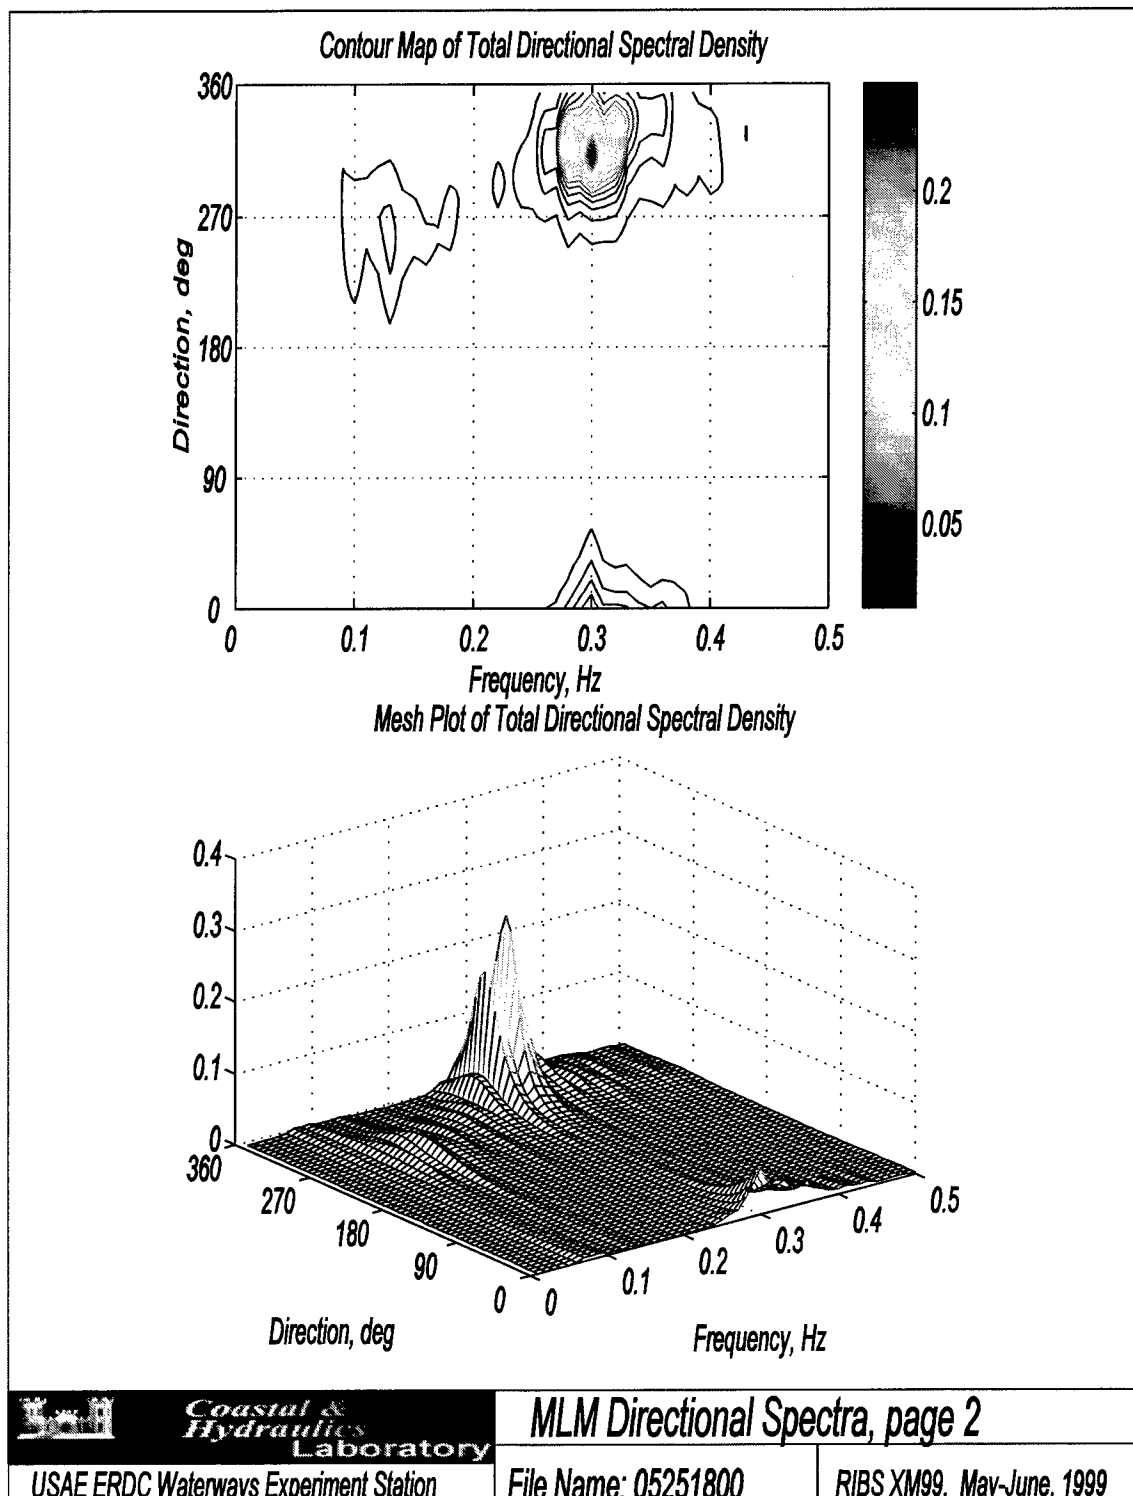 Contour Map of Total Directional Spectral Density
360
270
180
90
0
Direction, deg
0 0.1 0.2 0.3 0.4 0.5
Frequency, Hz
0.2
0.15
0.1
0.05
Mesh Plot of Total Directional Spectral Density
0.4
0.3
0.2
0.1
0
360
270
180
90
0
0
0.1
0.2
0.3
0.4
0.5
Direction, deg
Frequency, Hz
Coastal &
Hydraulics
Laboratory
MLM Directional Spectra, page 2
USAE ERDC Waterways Experiment Station
File Name: 05251800
RIBS XM99, May-June, 1999